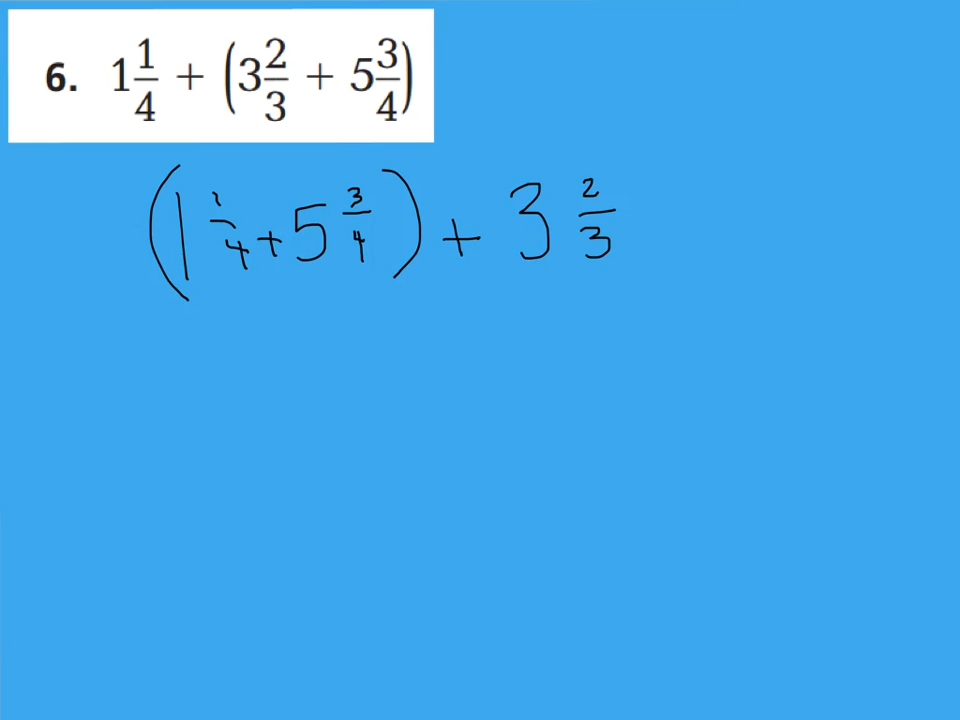 6. 1 1/4 + (3 2/3 + 5 3/4)
(1 1/4 + 5 3/4) + 3 2/3